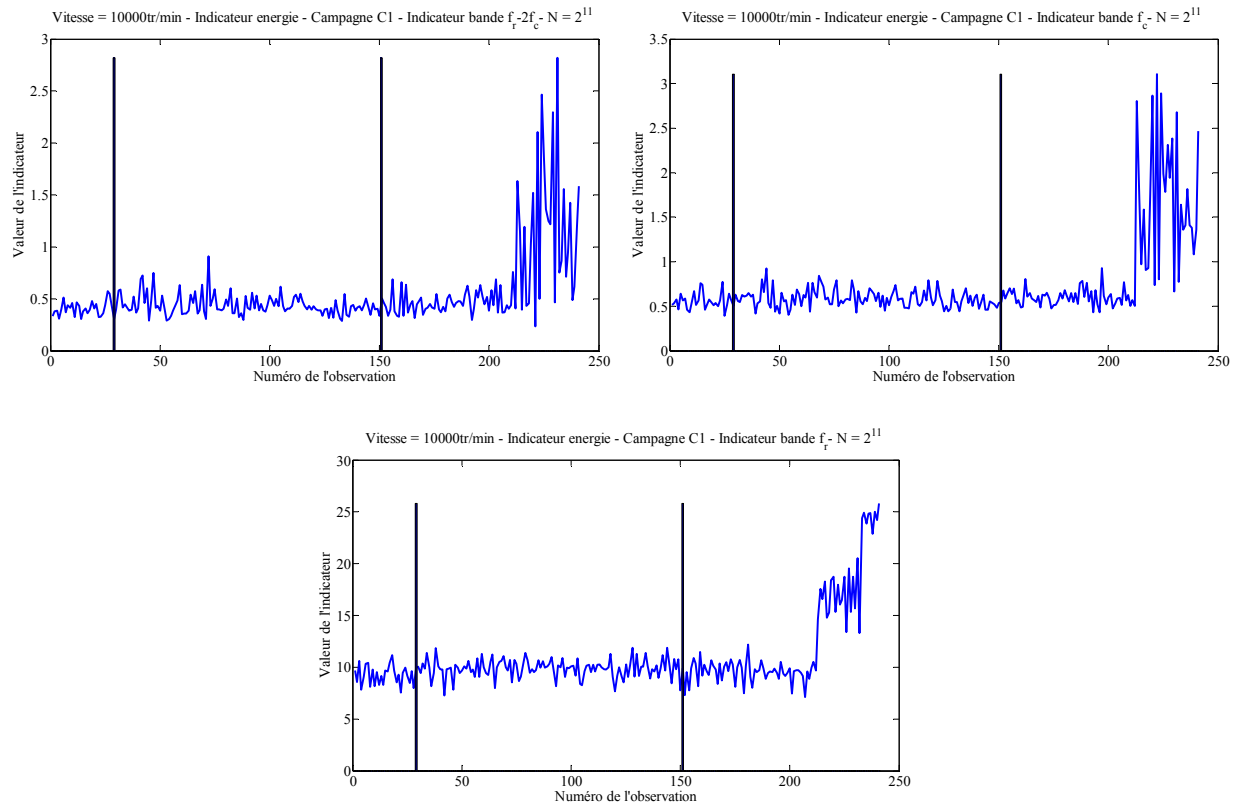 Vitesse = 10000tr/min - Indicateur energie - Campagne C1 - Indicateur bande f_r-2f_c- N = 2^11
3
2.5
2
1.5
1
0.5
0
0 50 100 150 200 250
Valeur de l'indicateur
Numéro de l'observation
Vitesse = 10000tr/min - Indicateur energie - Campagne C1 - Indicateur bande f_c- N = 2^11
3.5
3
2.5
2
1.5
1
0.5
0
0 50 100 150 200 250
Valeur de l'indicateur
Numéro de l'observation
Vitesse = 10000tr/min - Indicateur energie - Campagne C1 - Indicateur bande f_r- N = 2^11
30
25
20
15
10
5
0
0 50 100 150 200 250
Valeur de l'indicateur
Numéro de l'observation